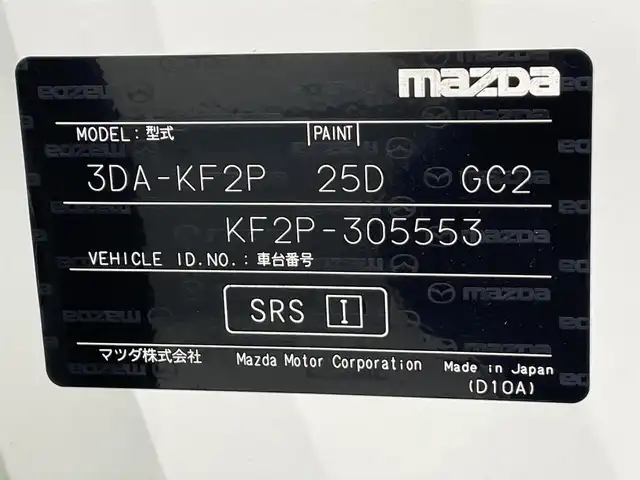 mazda
MODEL:型式 PAINT
3DA-KF2P 25D GC2
KF2P-305553
VEHICLE ID.NO.:車台番号
SRS I
マツダ株式会社 Mazda Motor Corporation Made in Japan
(D10A)